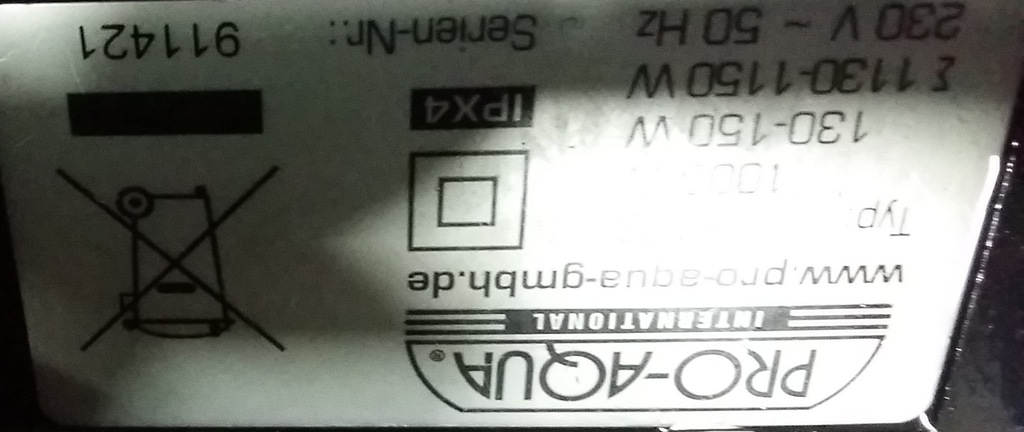 PRO-AQUA®
INTERNATIONAL
www.pro-aqua-gmbh.de
Typ:
130-150 W
Σ 1130-1150 W
230 V ~ 50 Hz
IPX4
Serien-Nr.:
911421